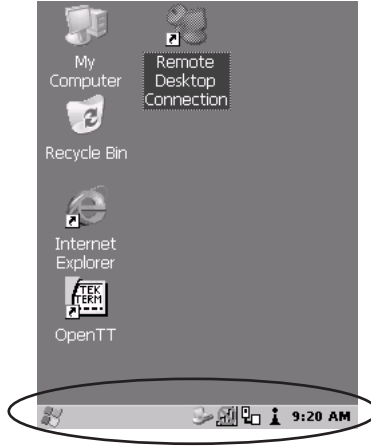 My
Computer
Remote
Desktop
Connection
Recycle Bin
Internet
Explorer
TEK
TERM
OpenTT
9:20 AM